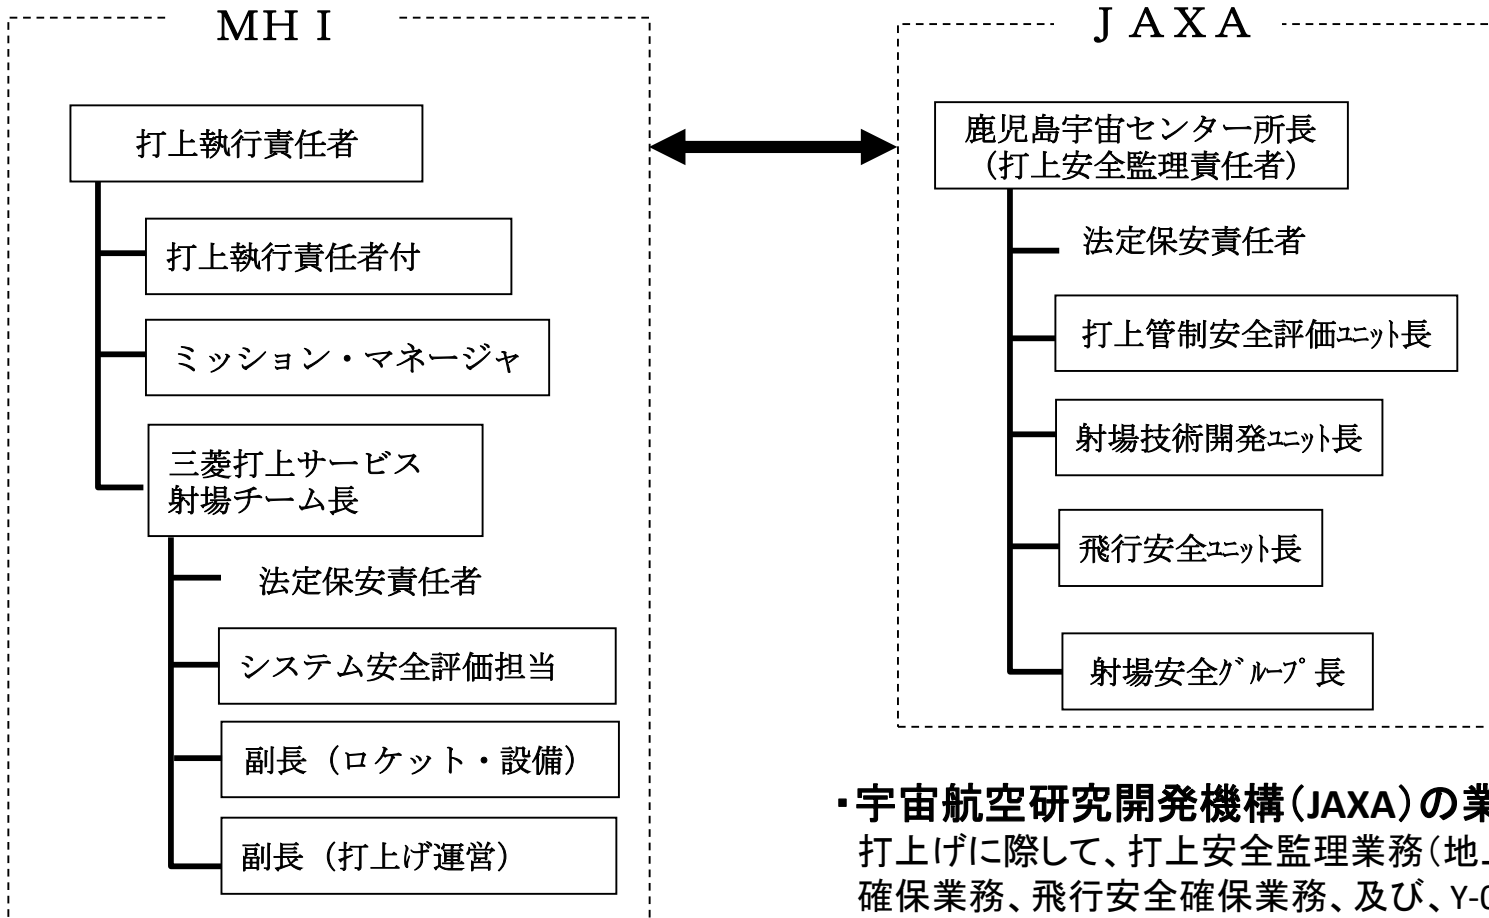 MHI
打上執行責任者
打上執行責任者付
ミッション・マネージャ
三菱打上サービス
射場チーム長
法定保安責任者
システム安全評価担当
副長（ロケット・設備）
副長（打上げ運営）
JAXA
鹿児島宇宙センター所長
（打上安全監理責任者）
法定保安責任者
打上管制安全評価ﾕﾆｯﾄ長
射場技術開発ﾕﾆｯﾄ長
飛行安全ﾕﾆｯﾄ長
射場安全ｸﾞﾙｰﾌﾟ長
・宇宙航空研究開発機構（JAXA）の業
打上げに際して、打上安全監理業務（地上
確保業務、飛行安全確保業務、及び、Y-0